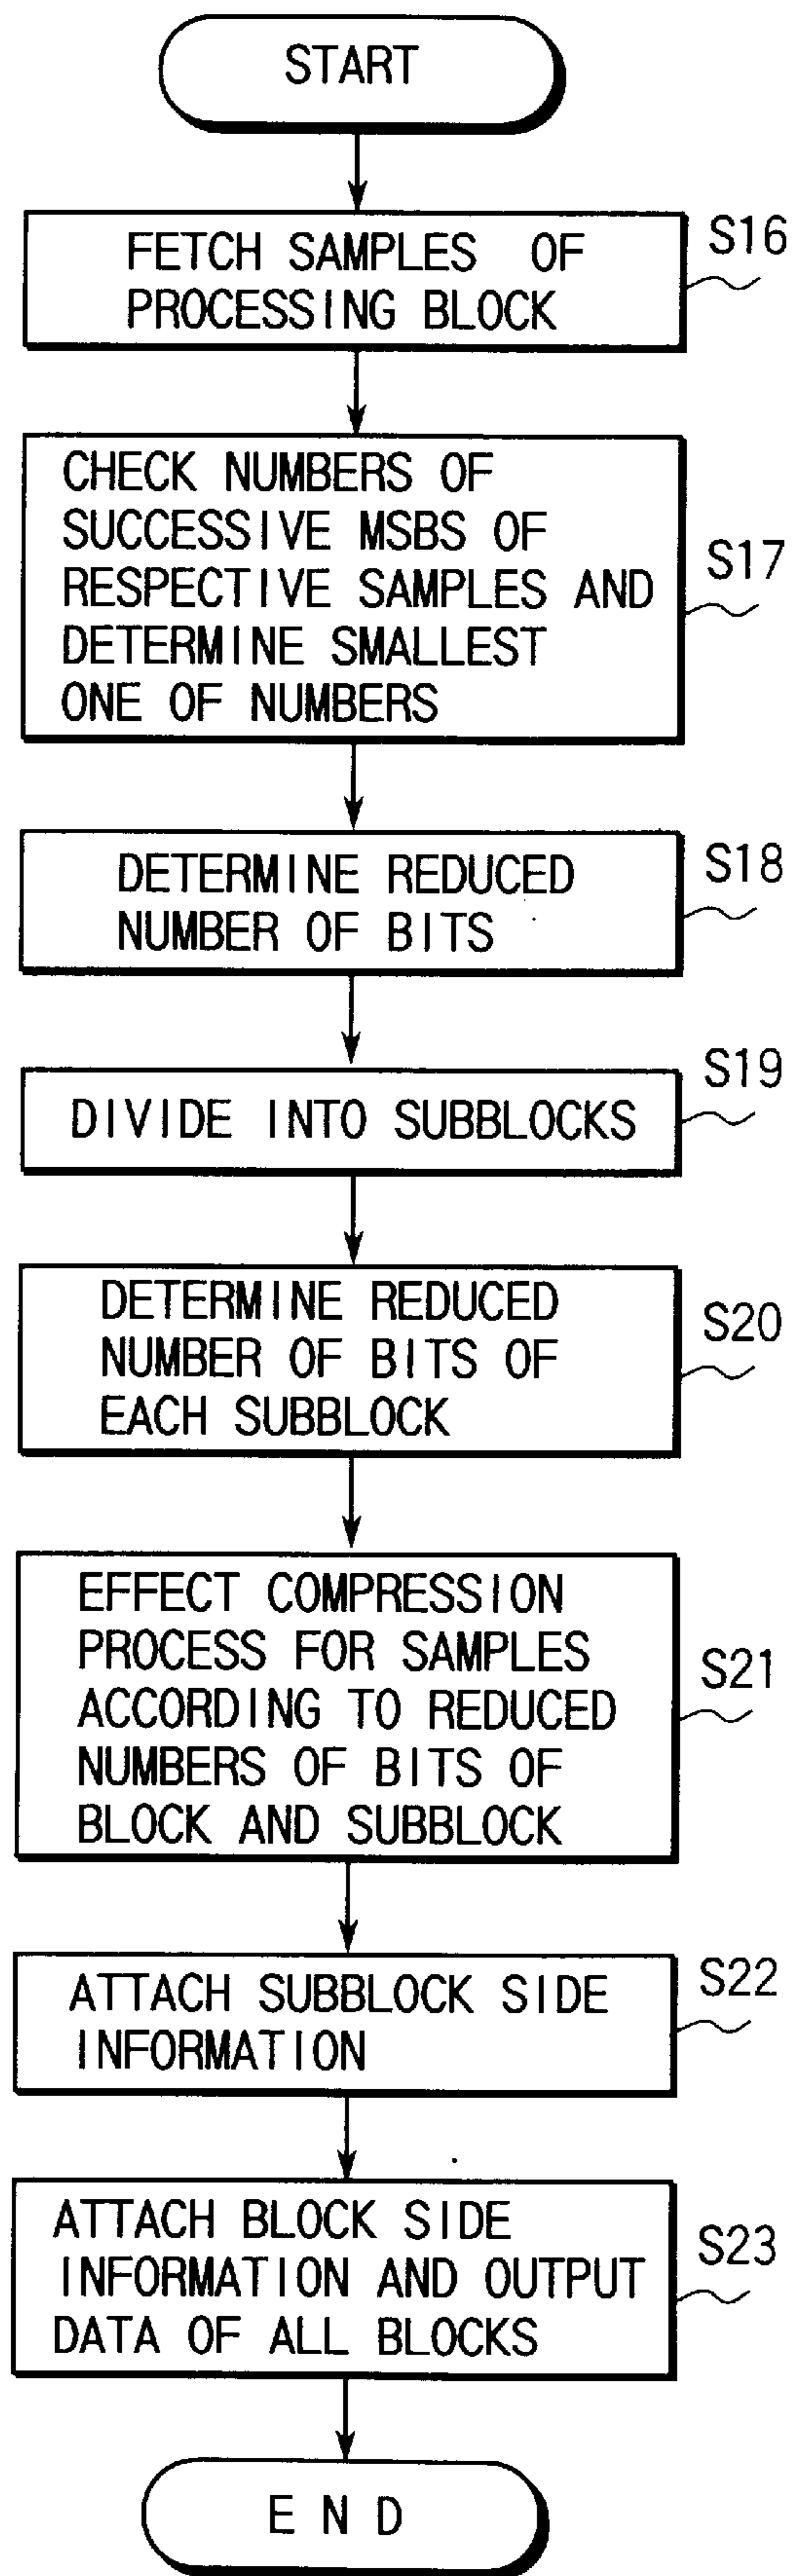 START
FETCH SAMPLES OF
PROCESSING BLOCK
S16
CHECK NUMBERS OF
SUCCESSIVE MSBS OF
RESPECTIVE SAMPLES AND
DETERMINE SMALLEST
ONE OF NUMBERS
S17
DETERMINE REDUCED
NUMBER OF BITS
S18
DIVIDE INTO SUBBLOCKS
S19
DETERMINE REDUCED
NUMBER OF BITS OF
EACH SUBBLOCK
S20
EFFECT COMPRESSION
PROCESS FOR SAMPLES
ACCORDING TO REDUCED
NUMBERS OF BITS OF
BLOCK AND SUBBLOCK
S21
ATTACH SUBBLOCK SIDE
INFORMATION
S22
ATTACH BLOCK SIDE
INFORMATION AND OUTPUT
DATA OF ALL BLOCKS
S23
END